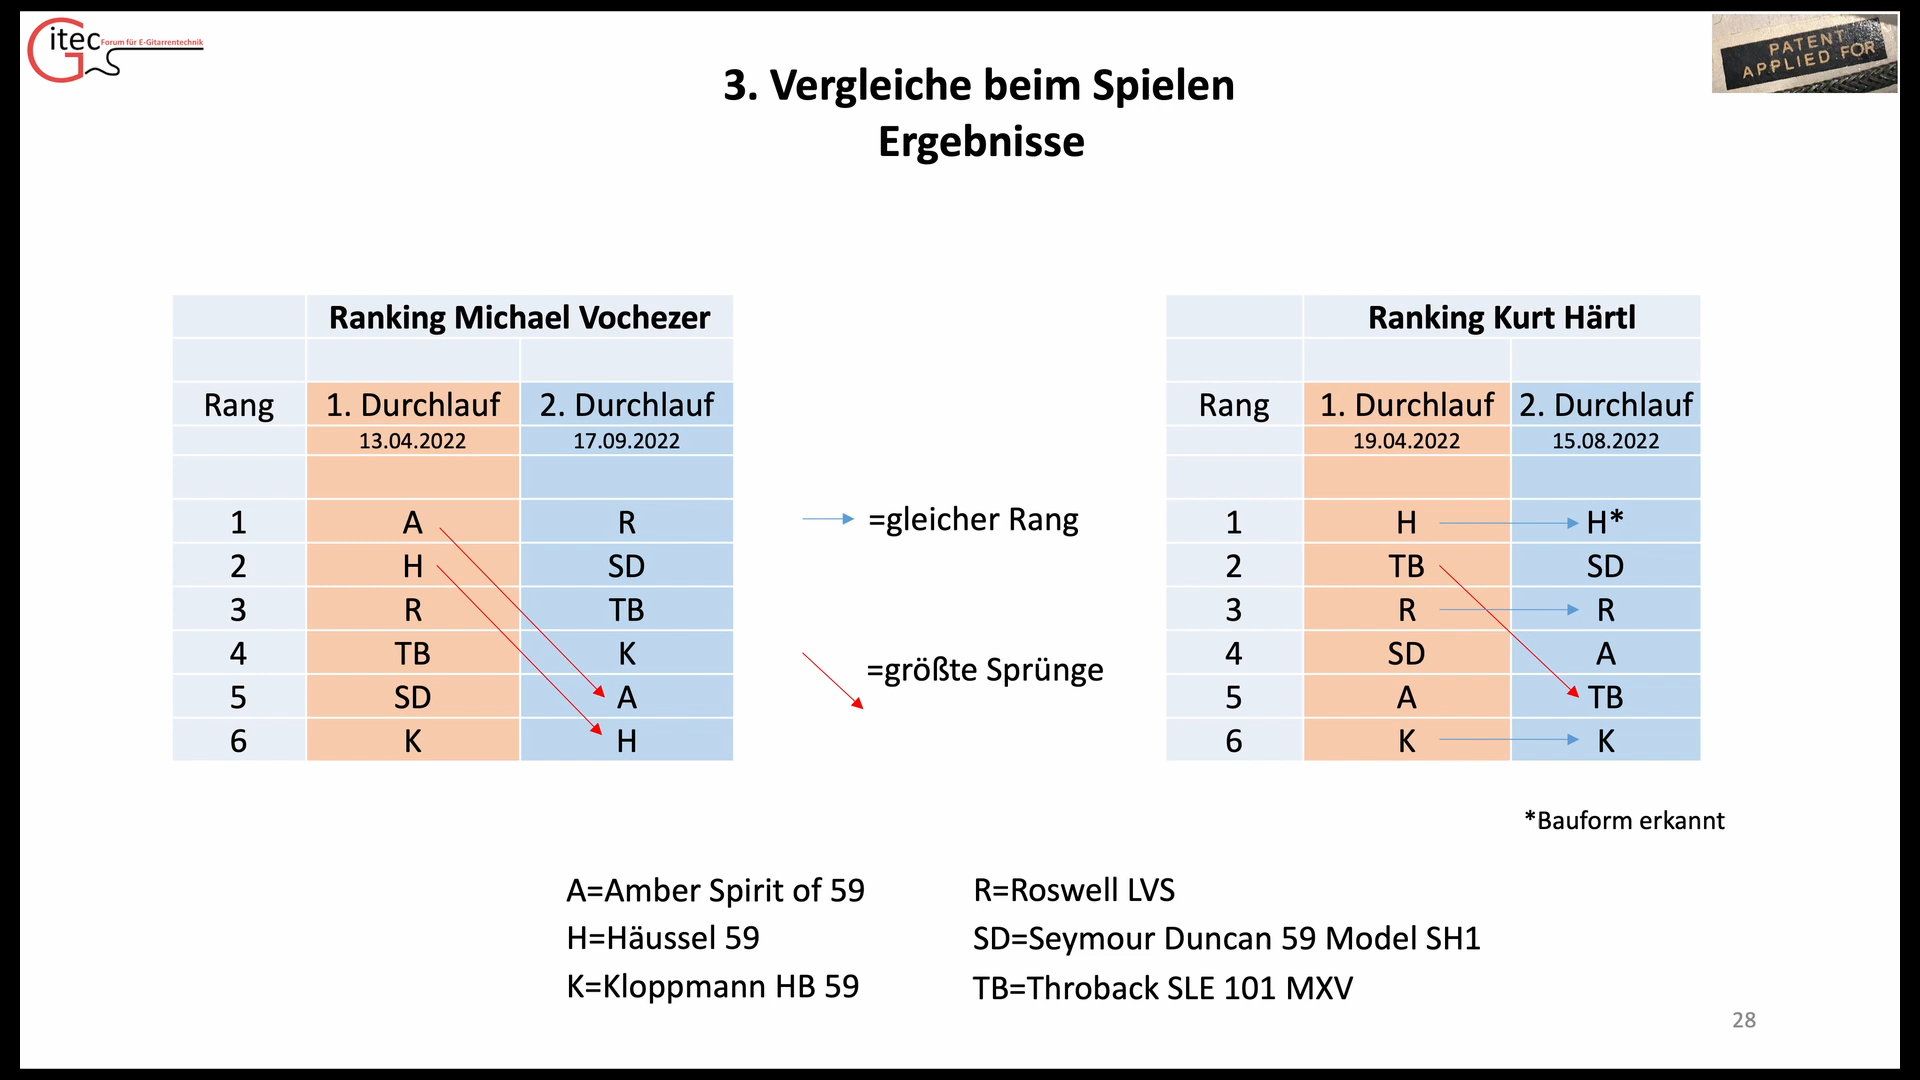 Gitec Forum für E-Gitarrentechnik
PATENT
APPLIED FOR
3. Vergleiche beim Spielen
Ergebnisse
Ranking Michael Vochezer
Rang 1. Durchlauf 2. Durchlauf
13.04.2022 17.09.2022
1 A R
2 H SD
3 R TB
4 TB K
5 SD A
6 K H
=gleicher Rang
=größte Sprünge
Ranking Kurt Härtl
Rang 1. Durchlauf 2. Durchlauf
19.04.2022 15.08.2022
1 H H*
2 TB SD
3 R R
4 SD A
5 A TB
6 K K
*Bauform erkannt
A=Amber Spirit of 59
H=Häussel 59
K=Kloppmann HB 59
R=Roswell LVS
SD=Seymour Duncan 59 Model SH1
TB=Throback SLE 101 MXV
28